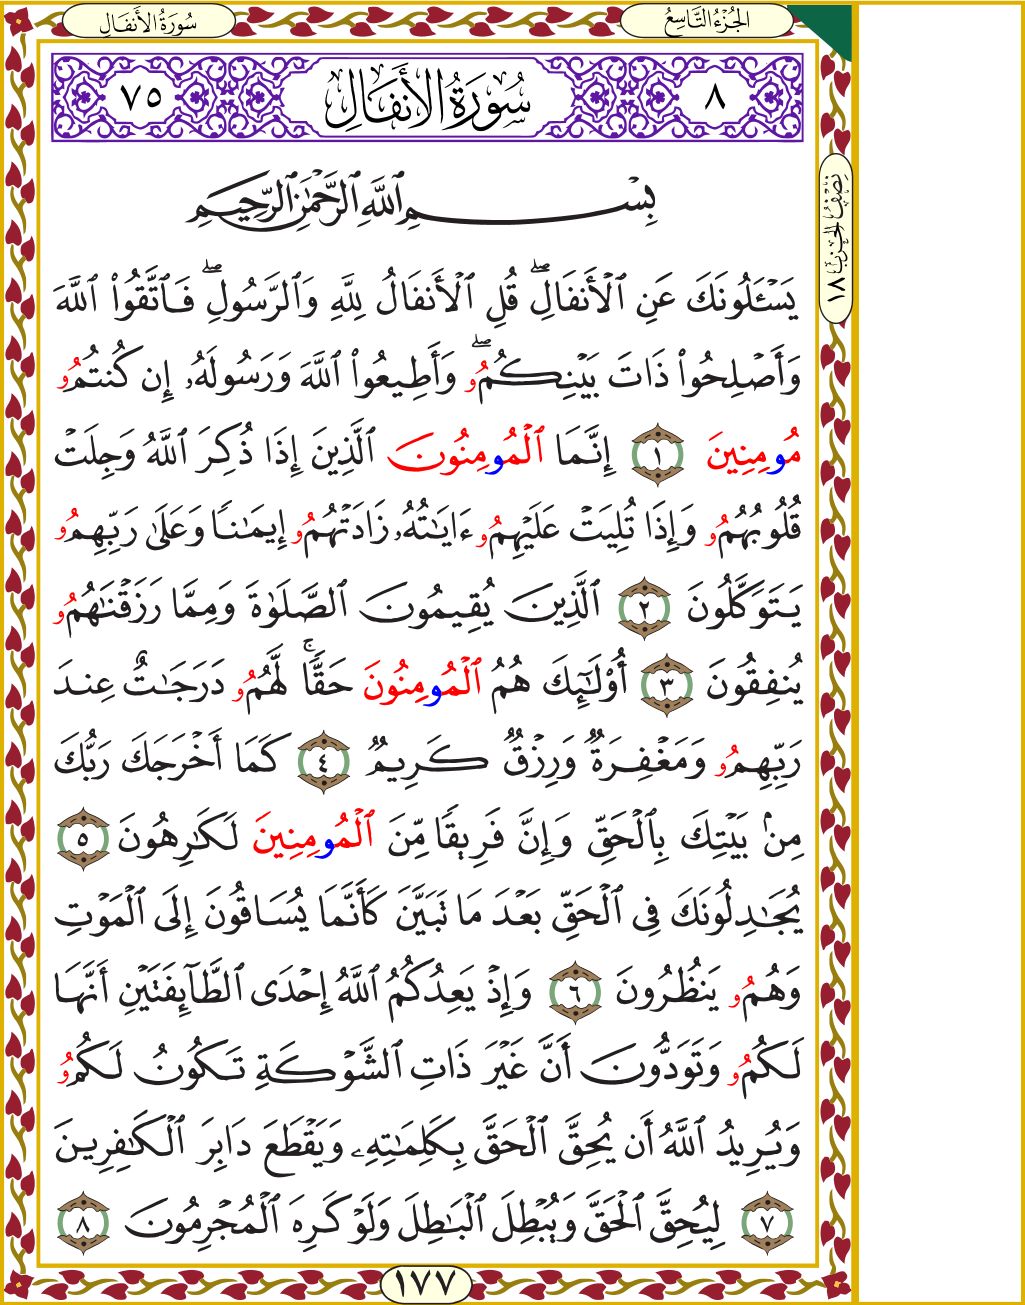 سُورَةُ الأَنفَالِ
الجُزْءُ التَّاسِعُ
٧٥ سُورَةُ الأَنفَالِ ٨
نِصْفُ الحِزْبِ ١٨
بِسْمِ ٱللَّهِ ٱلرَّحْمَٰنِ ٱلرَّحِيمِ
يَسْـَٔلُونَكَ عَنِ ٱلْأَنفَالِۖ قُلِ ٱلْأَنفَالُ لِلَّهِ وَٱلرَّسُولِۖ فَٱتَّقُوا۟ ٱللَّهَ
وَأَصْلِحُوا۟ ذَاتَ بَيْنِكُمُۥۖ وَأَطِيعُوا۟ ٱللَّهَ وَرَسُولَهُۥ إِن كُنتُمُۥ
مُومِنِينَ ١ إِنَّمَا ٱلْمُومِنُونَ ٱلَّذِينَ إِذَا ذُكِرَ ٱللَّهُ وَجِلَتْ
قُلُوبُهُمُۥ وَإِذَا تُلِيَتْ عَلَيْهِمُۥ ءَايَٰتُهُۥ زَادَتْهُمُۥ إِيمَٰنًا وَعَلَىٰ رَبِّهِمُۥ
يَتَوَكَّلُونَ ٢ ٱلَّذِينَ يُقِيمُونَ ٱلصَّلَوٰةَ وَمِمَّا رَزَقْنَٰهُمُۥ
يُنفِقُونَ ٣ أُو۟لَٰٓئِكَ هُمُ ٱلْمُومِنُونَ حَقًّاۚ لَّهُمُۥ دَرَجَٰتٌ عِندَ
رَبِّهِمُۥ وَمَغْفِرَةٌ وَرِزْقٌ كَرِيمٌ ٤ كَمَا أَخْرَجَكَ رَبُّكَ
مِنۢ بَيْتِكَ بِٱلْحَقِّ وَإِنَّ فَرِيقًا مِّنَ ٱلْمُومِنِينَ لَكَٰرِهُونَ ٥
يُجَٰدِلُونَكَ فِى ٱلْحَقِّ بَعْدَ مَا تَبَيَّنَ كَأَنَّمَا يُسَاقُونَ إِلَى ٱلْمَوْتِ
وَهُمُۥ يَنظُرُونَ ٦ وَإِذْ يَعِدُكُمُ ٱللَّهُ إِحْدَى ٱلطَّآئِفَتَيْنِ أَنَّهَا
لَكُمُۥ وَتَوَدُّونَ أَنَّ غَيْرَ ذَاتِ ٱلشَّوْكَةِ تَكُونُ لَكُمُۥ
وَيُرِيدُ ٱللَّهُ أَن يُحِقَّ ٱلْحَقَّ بِكَلِمَٰتِهِۦ وَيَقْطَعَ دَابِرَ ٱلْكَٰفِرِينَ
٧ لِيُحِقَّ ٱلْحَقَّ وَيُبْطِلَ ٱلْبَٰطِلَ وَلَوْ كَرِهَ ٱلْمُجْرِمُونَ ٨
١٧٧